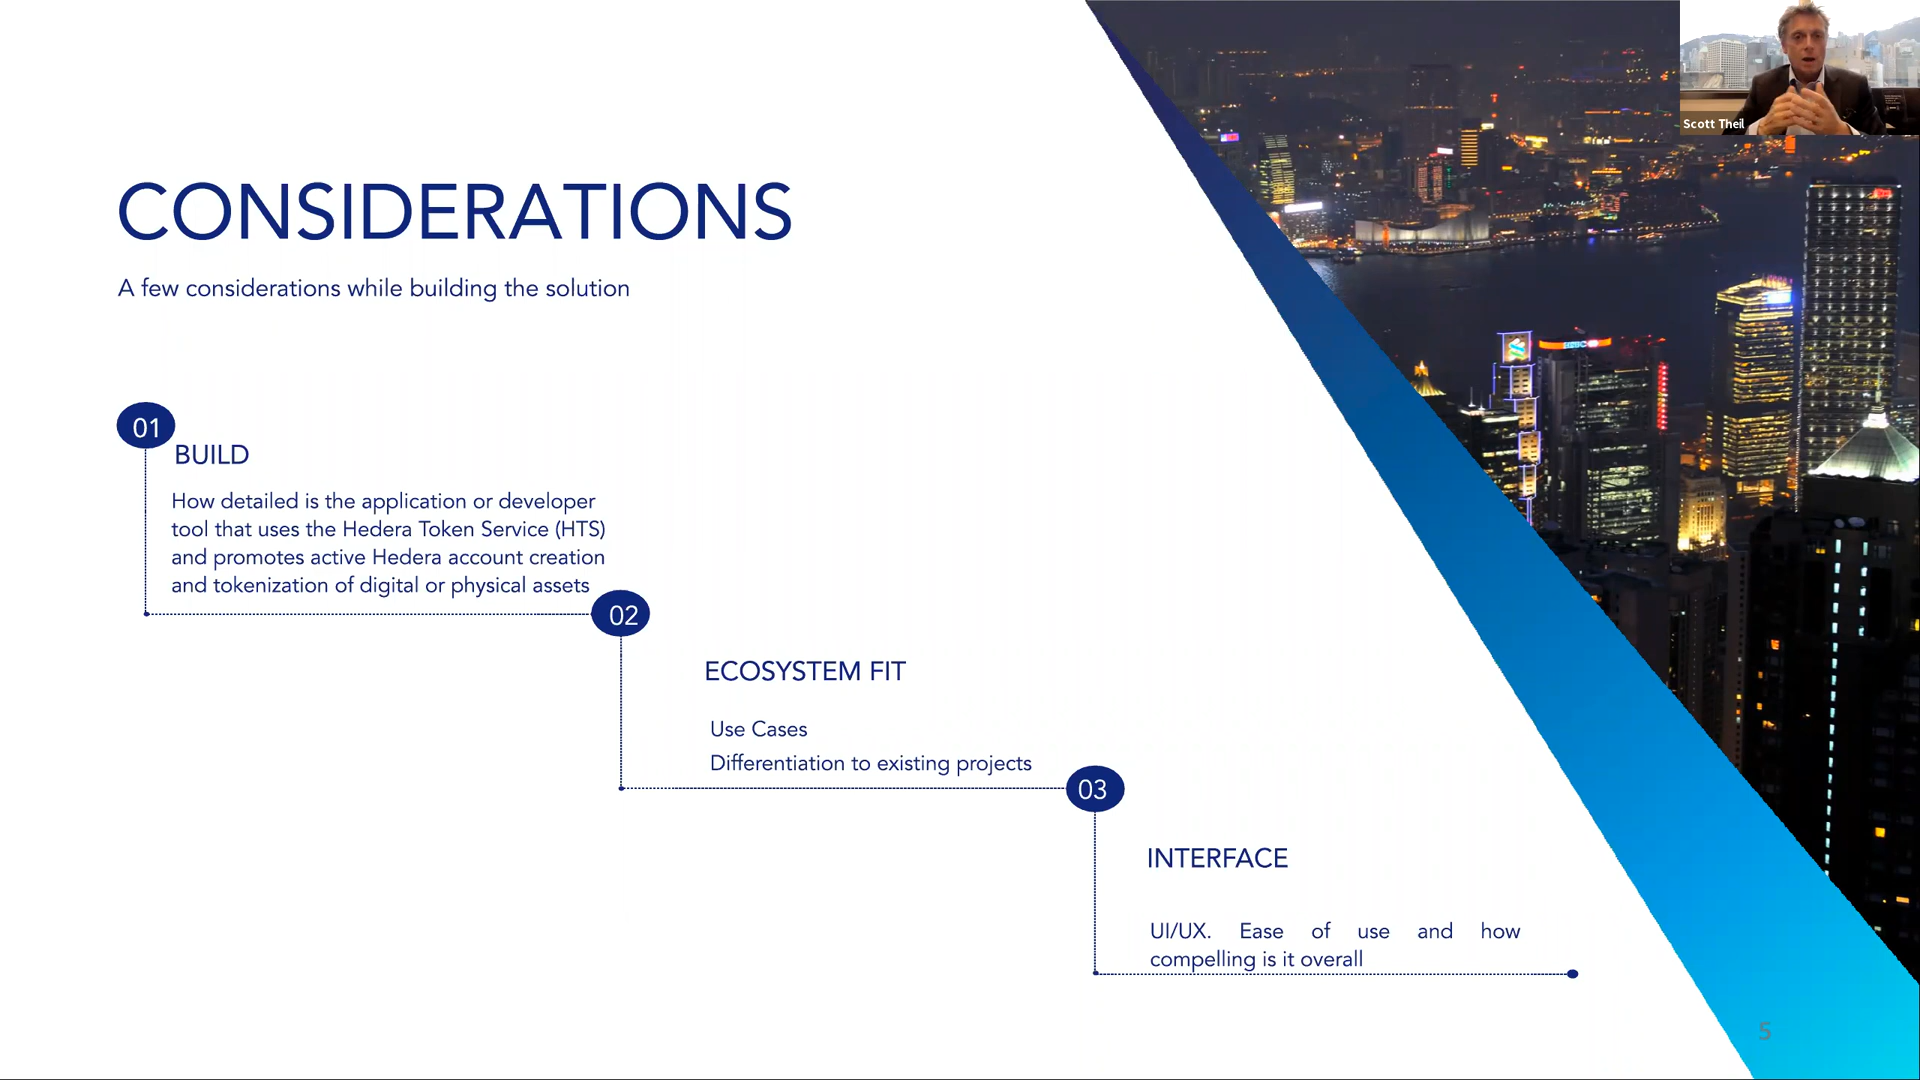 Scott Theil
CONSIDERATIONS
A few considerations while building the solution
01
BUILD
How detailed is the application or developer
tool that uses the Hedera Token Service (HTS)
and promotes active Hedera account creation
and tokenization of digital or physical assets
02
ECOSYSTEM FIT
Use Cases
Differentiation to existing projects
03
INTERFACE
UI/UX. Ease of use and how
compelling is it overall
5